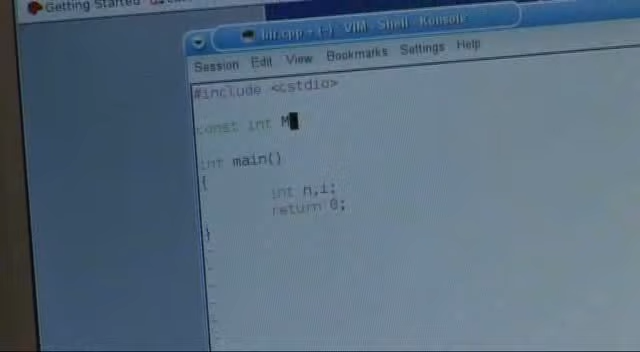 Getting Started
.cpp + (~) - VIM - Shell - Konsole
Session Edit View Bookmarks Settings Help
#include <cstdio>
const int M
int main()
{
int n,i;
return 0;
}
~
~
~
~
~